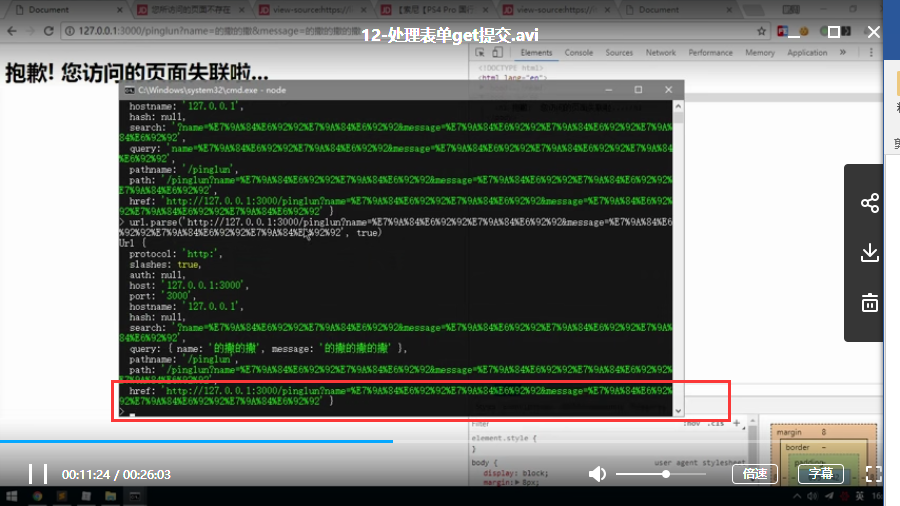 Document
您所访问的页面不存在
view-source:https://
【索尼【PS4 Pro 国行
view-source:https://
Document
127.0.0.1:3000/pinglun?name=的撒的撒&message=的撒的撒的撒
12-处理表单get提交.avi
抱歉! 您访问的页面失联啦...
Elements Console Sources Network Performance Memory Application »
<!DOCTYPE html>
<html lang="en">
C:\Windows\system32\cmd.exe - node
hostname: '127.0.0.1',
hash: null,
search: '?name=%E7%9A%84%E6%92%92%E7%9A%84%E6%92%92&message=%E7%9A%84%E6%92%92%E7%9A%84%E6%92%92%E7%9A%
84%E6%92%92',
query: 'name=%E7%9A%84%E6%92%92%E7%9A%84%E6%92%92&message=%E7%9A%84%E6%92%92%E7%9A%84%E6%92%92%E7%9A%84
%E6%92%92',
pathname: '/pinglun',
path: '/pinglun?name=%E7%9A%84%E6%92%92%E7%9A%84%E6%92%92&message=%E7%9A%84%E6%92%92%E7%9A%84%E6%92%92%
E7%9A%84%E6%92%92',
href: 'http://127.0.0.1:3000/pinglun?name=%E7%9A%84%E6%92%92%E7%9A%84%E6%92%92&message=%E7%9A%84%E6%92%
92%E7%9A%84%E6%92%92%E7%9A%84%E6%92%92' }
> url.parse('http://127.0.0.1:3000/pinglun?name=%E7%9A%84%E6%92%92%E7%9A%84%E6%92%92&message=%E7%9A%84%E6
%92%92%E7%9A%84%E6%92%92%E7%9A%84%E6%92%92', true)
Url {
protocol: 'http:',
slashes: true,
auth: null,
host: '127.0.0.1:3000',
port: '3000',
hostname: '127.0.0.1',
hash: null,
search: '?name=%E7%9A%84%E6%92%92%E7%9A%84%E6%92%92&message=%E7%9A%84%E6%92%92%E7%9A%84%E6%92%92%E7%9A%
84%E6%92%92',
query: { name: '的撒的撒', message: '的撒的撒的撒' },
pathname: '/pinglun',
path: '/pinglun?name=%E7%9A%84%E6%92%92%E7%9A%84%E6%92%92&message=%E7%9A%84%E6%92%92%E7%9A%84%E6%92%92%
E7%9A%84%E6%92%92',
href: 'http://127.0.0.1:3000/pinglun?name=%E7%9A%84%E6%92%92%E7%9A%84%E6%92%92&message=%E7%9A%84%E6%92%
92%E7%9A%84%E6%92%92%E7%9A%84%E6%92%92' }
>
Filter :hov .cls +
element.style {
}
body { user agent stylesheet
display: block;
margin: 8px;
margin 8
border -
padding
00:11:24 / 00:26:03
倍速 字幕
英